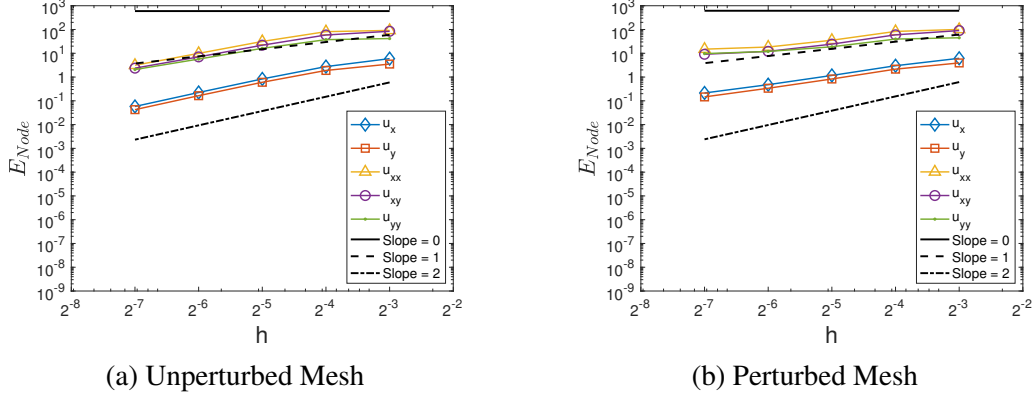 10^3
10^2
10^1
1
10^-1
10^-2
10^-3
10^-4
10^-5
10^-6
10^-7
10^-8
10^-9
E_Node
u_x
u_y
u_xx
u_xy
u_yy
Slope = 0
Slope = 1
Slope = 2
2^-8 2^-7 2^-6 2^-5 2^-4 2^-3 2^-2
h
(a) Unperturbed Mesh
10^3
10^2
10^1
1
10^-1
10^-2
10^-3
10^-4
10^-5
10^-6
10^-7
10^-8
10^-9
E_Node
u_x
u_y
u_xx
u_xy
u_yy
Slope = 0
Slope = 1
Slope = 2
2^-8 2^-7 2^-6 2^-5 2^-4 2^-3 2^-2
h
(b) Perturbed Mesh